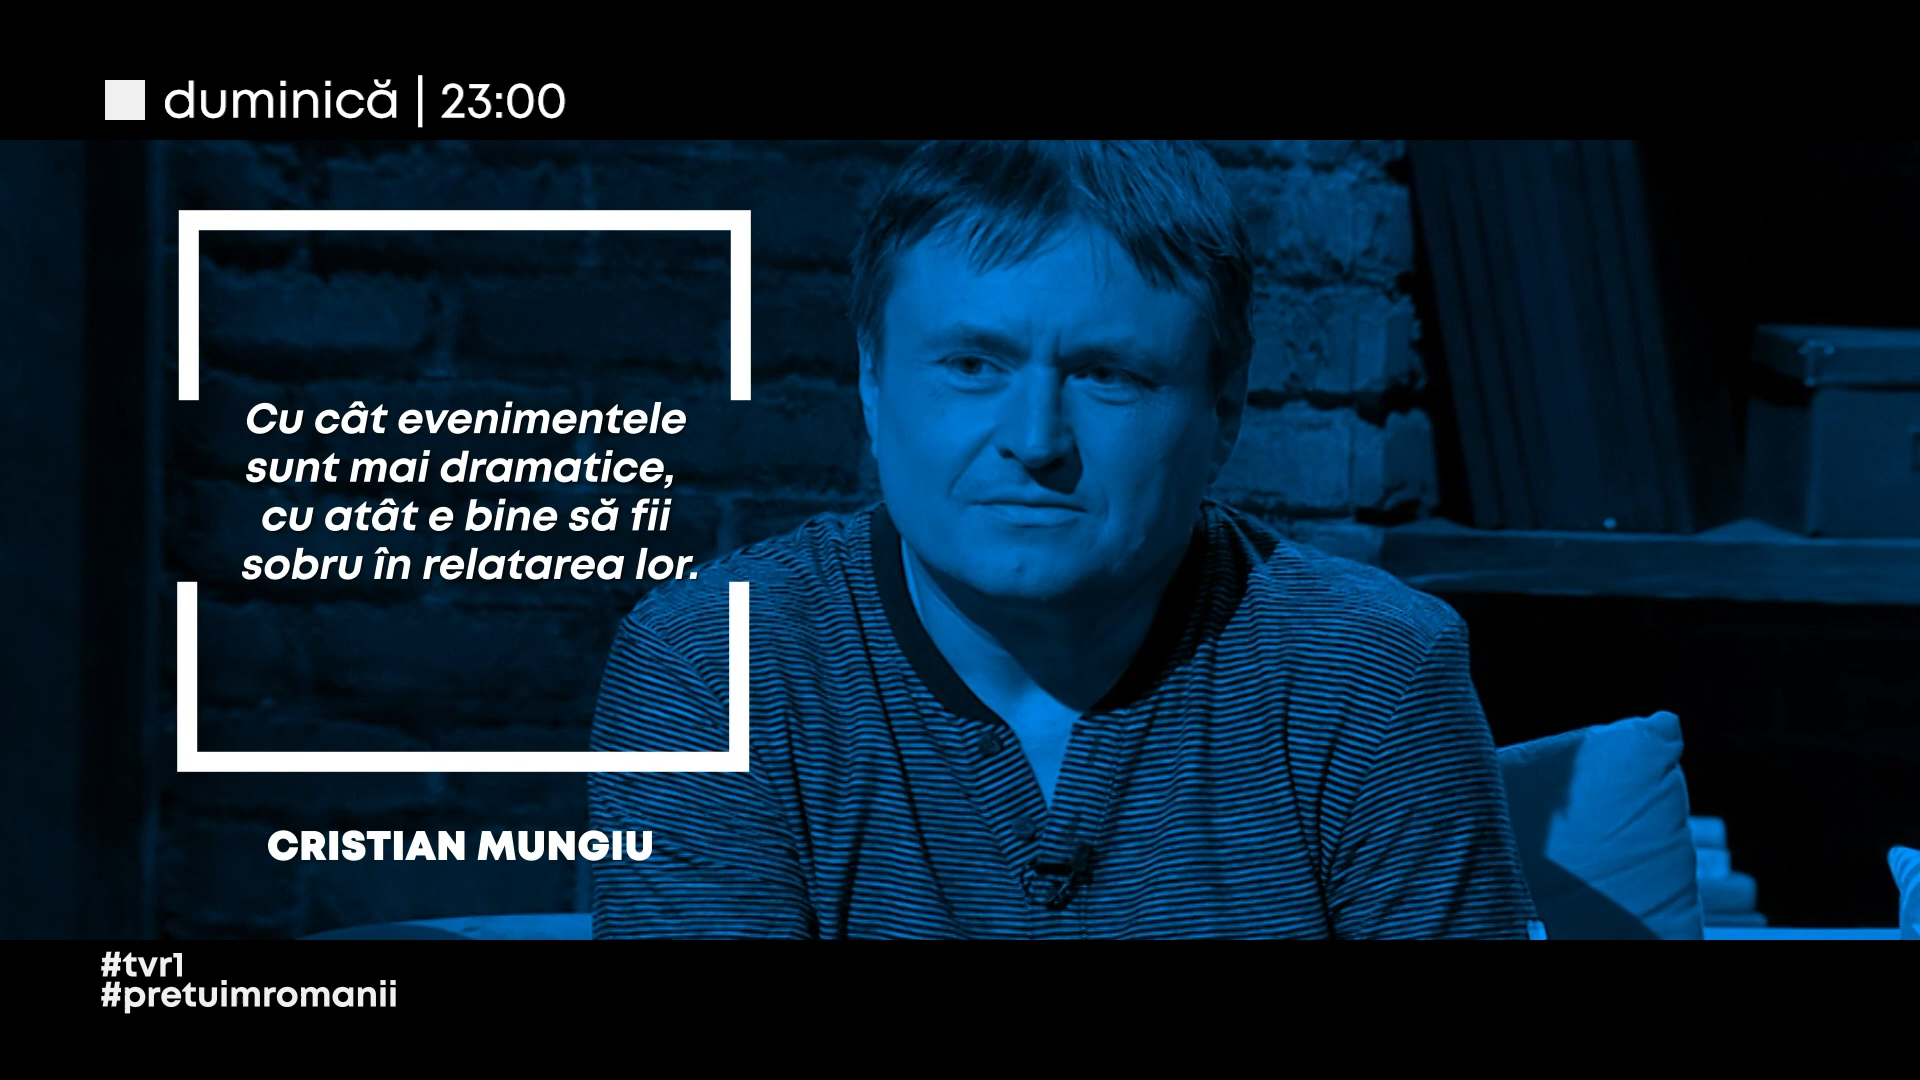 duminică | 23:00
Cu cât evenimentele
sunt mai dramatice,
cu atât e bine să fii
sobru în relatarea lor.
CRISTIAN MUNGIU
#tvr1
#pretuimromanii